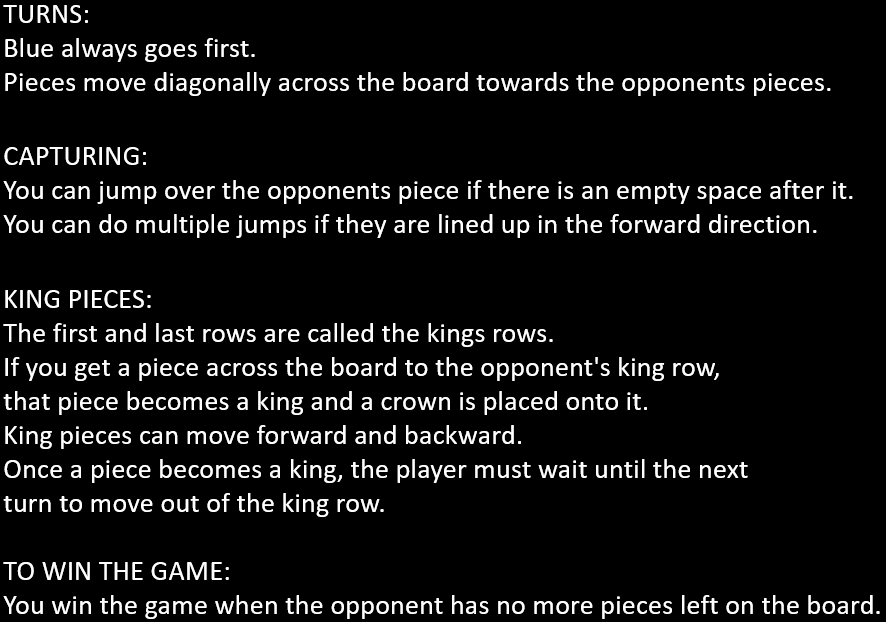 TURNS:
Blue always goes first.
Pieces move diagonally across the board towards the opponents pieces.
CAPTURING:
You can jump over the opponents piece if there is an empty space after it.
You can do multiple jumps if they are lined up in the forward direction.
KING PIECES:
The first and last rows are called the kings rows.
If you get a piece across the board to the opponent's king row,
that piece becomes a king and a crown is placed onto it.
King pieces can move forward and backward.
Once a piece becomes a king, the player must wait until the next
turn to move out of the king row.
TO WIN THE GAME:
You win the game when the opponent has no more pieces left on the board.